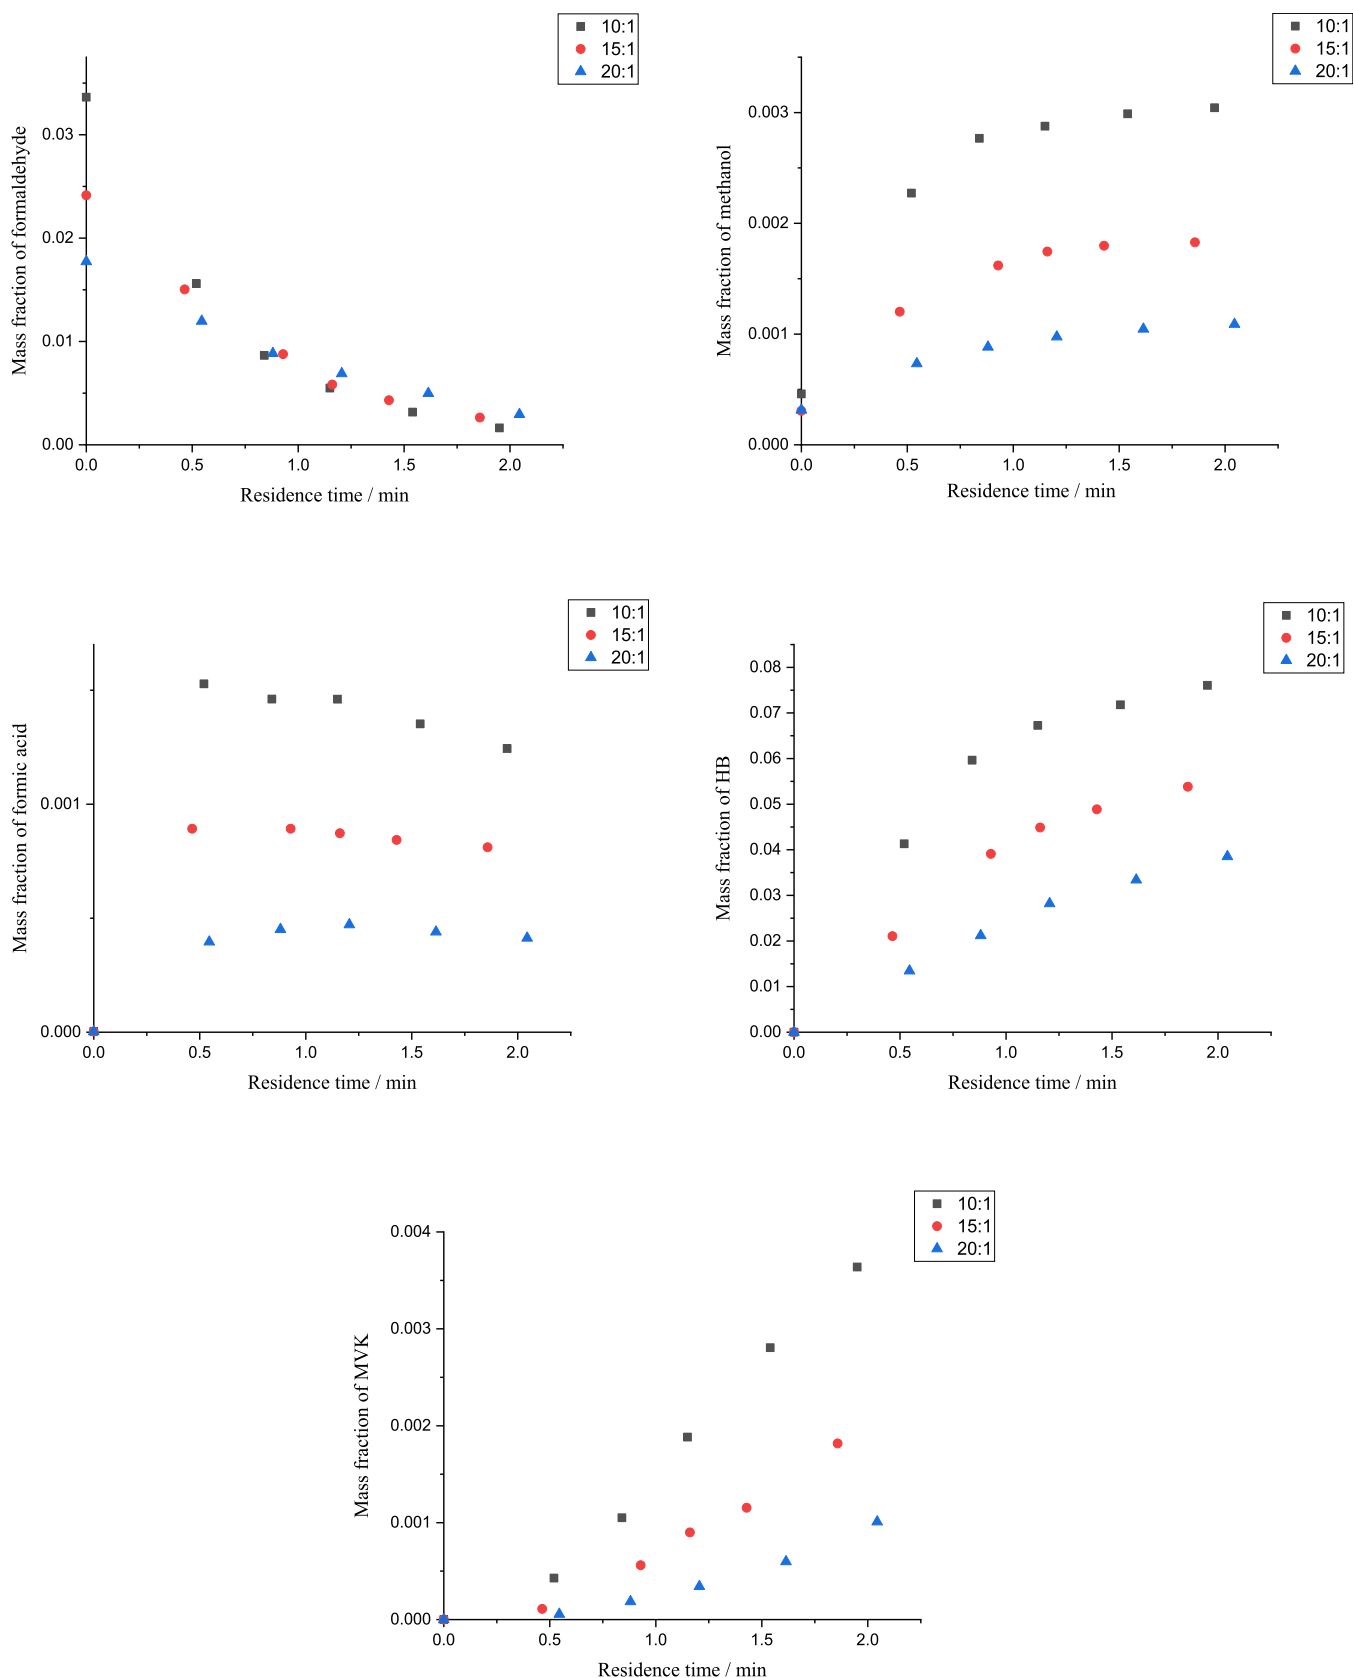 10:1
15:1
20:1
Mass fraction of formaldehyde
0.03
0.02
0.01
0.00
0.0 0.5 1.0 1.5 2.0
Residence time / min
10:1
15:1
20:1
Mass fraction of methanol
0.003
0.002
0.001
0.000
0.0 0.5 1.0 1.5 2.0
Residence time / min
10:1
15:1
20:1
Mass fraction of formic acid
0.001
0.000
0.0 0.5 1.0 1.5 2.0
Residence time / min
10:1
15:1
20:1
Mass fraction of HB
0.08
0.07
0.06
0.05
0.04
0.03
0.02
0.01
0.00
0.0 0.5 1.0 1.5 2.0
Residence time / min
10:1
15:1
20:1
Mass fraction of MVK
0.004
0.003
0.002
0.001
0.000
0.0 0.5 1.0 1.5 2.0
Residence time / min